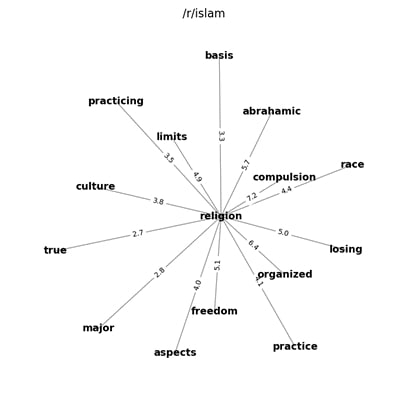 /r/islam
basis
practicing
abrahamic
limits
3.3
3.5
4.9
5.7
race
compulsion
4.4
7.2
culture
3.8
religion
true
2.7
5.0
losing
6.4
organized
2.8
5.1
4.0
4.1
freedom
major
aspects
practice